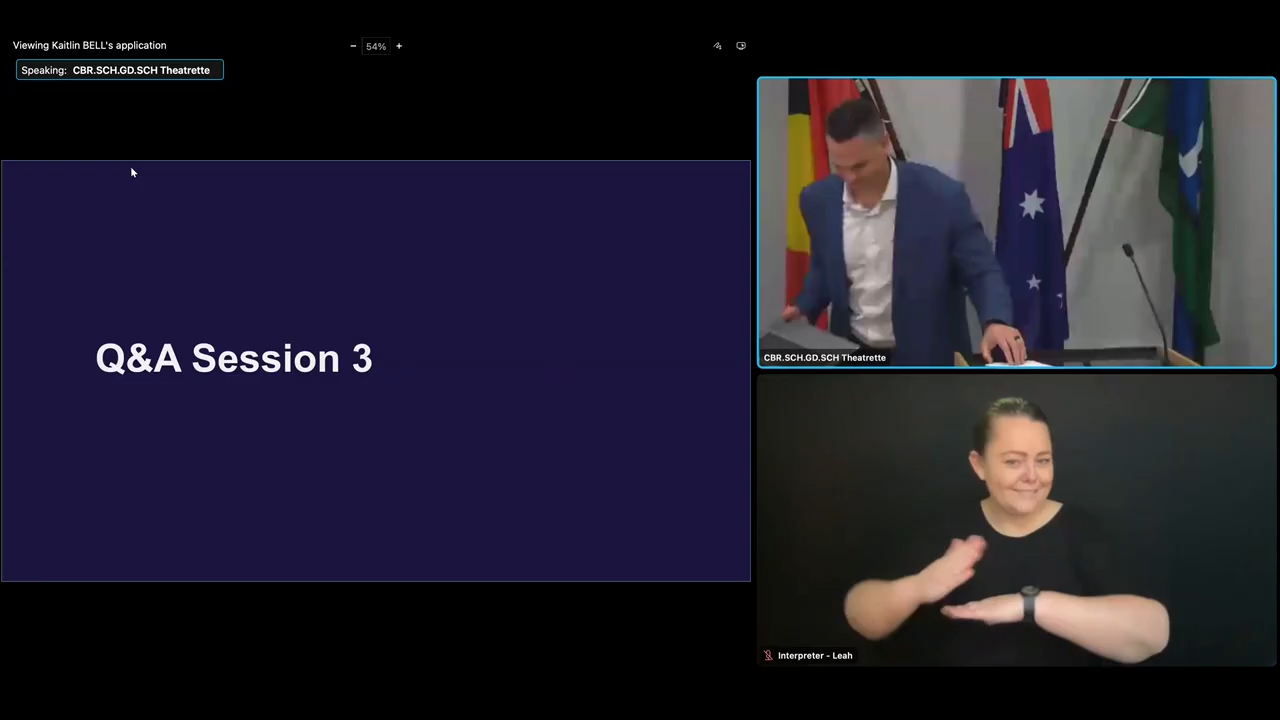 Viewing Kaitlin BELL's application
− 54% +
Speaking: CBR.SCH.GD.SCH Theatrette
Q&A Session 3
CBR.SCH.GD.SCH Theatrette
Interpreter - Leah